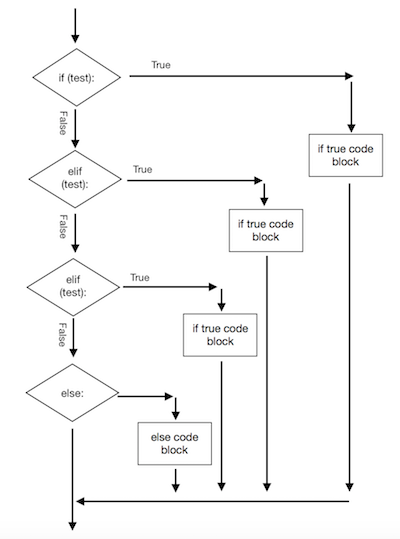 True
if (test):
False
if true code
block
True
elif
(test):
False
if true code
block
True
elif
(test):
False
if true code
block
else:
else code
block